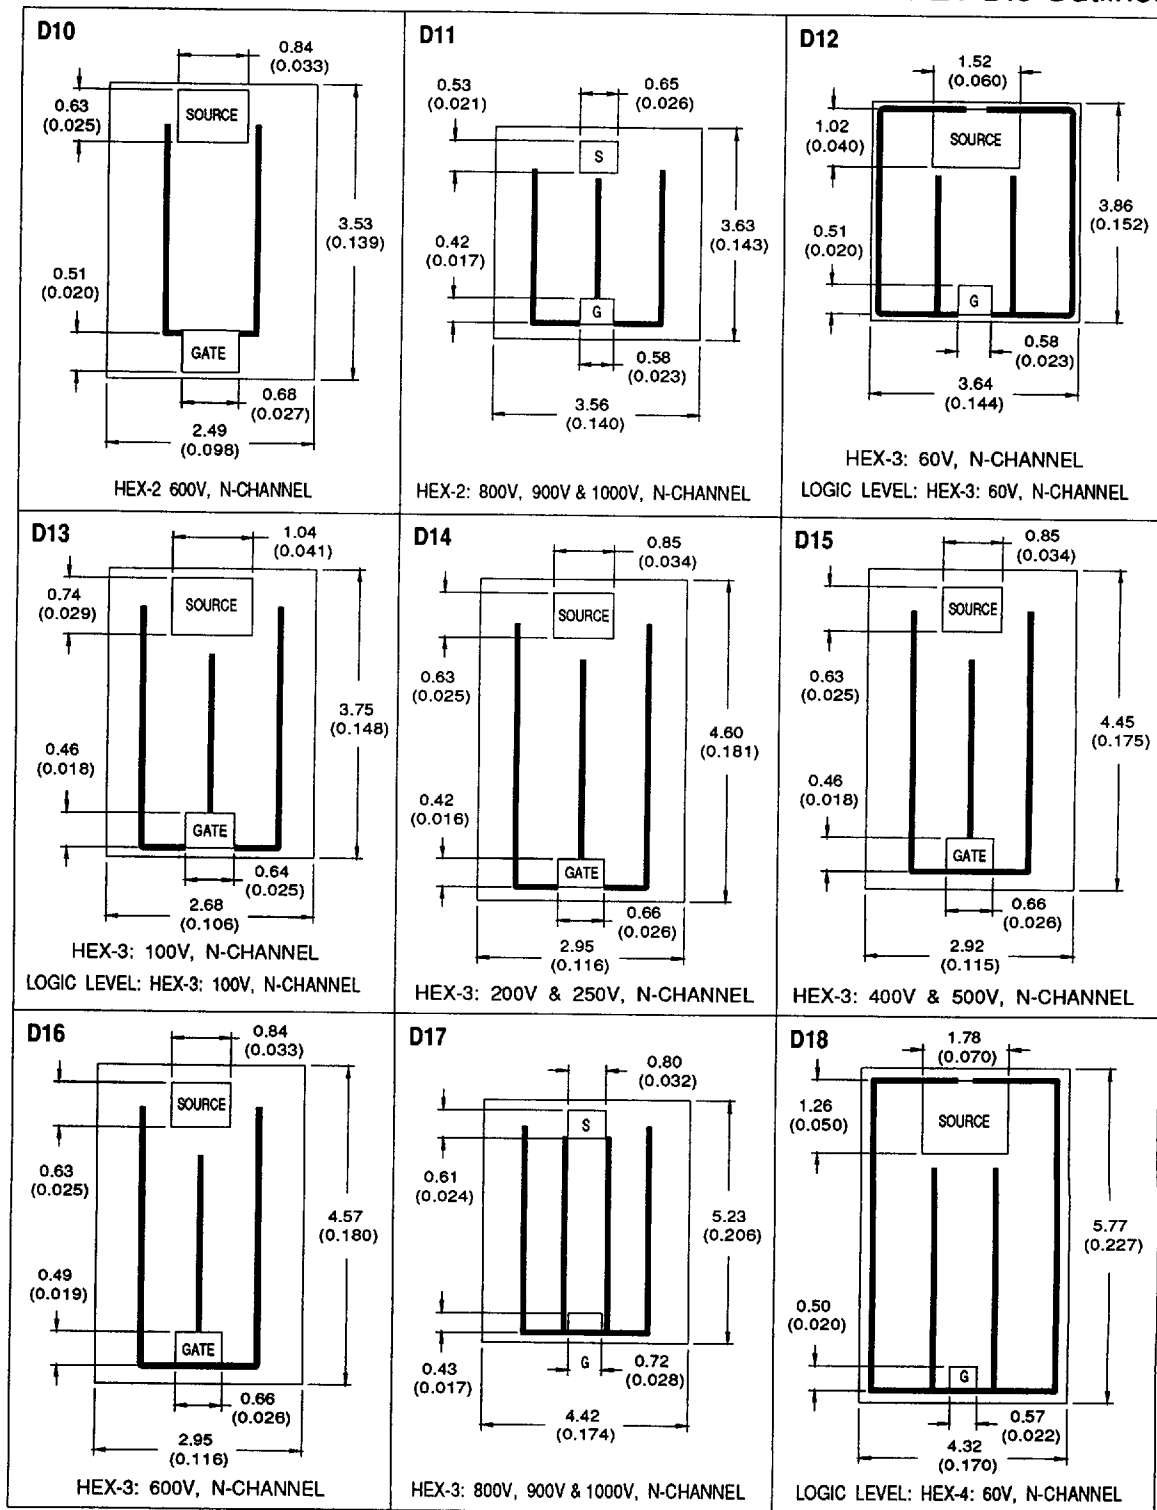 D10
0.84
(0.033)
0.63
(0.025)
SOURCE
3.53
(0.139)
0.51
(0.020)
GATE
0.68
(0.027)
2.49
(0.098)
HEX-2 600V, N-CHANNEL
D11
0.53
(0.021)
0.65
(0.026)
S
3.63
(0.143)
0.42
(0.017)
G
0.58
(0.023)
3.56
(0.140)
HEX-2: 800V, 900V & 1000V, N-CHANNEL
D12
1.52
(0.060)
1.02
(0.040)
SOURCE
3.86
(0.152)
0.51
(0.020)
G
0.58
(0.023)
3.64
(0.144)
HEX-3: 60V, N-CHANNEL
LOGIC LEVEL: HEX-3: 60V, N-CHANNEL
D13
1.04
(0.041)
0.74
(0.029)
SOURCE
3.75
(0.148)
0.46
(0.018)
GATE
0.64
(0.025)
2.68
(0.106)
HEX-3: 100V, N-CHANNEL
LOGIC LEVEL: HEX-3: 100V, N-CHANNEL
D14
0.85
(0.034)
SOURCE
0.63
(0.025)
4.60
(0.181)
0.42
(0.016)
GATE
0.66
(0.026)
2.95
(0.116)
HEX-3: 200V & 250V, N-CHANNEL
D15
0.85
(0.034)
SOURCE
0.63
(0.025)
4.45
(0.175)
0.46
(0.018)
GATE
0.66
(0.026)
2.92
(0.115)
HEX-3: 400V & 500V, N-CHANNEL
D16
0.84
(0.033)
SOURCE
0.63
(0.025)
4.57
(0.180)
0.49
(0.019)
GATE
0.66
(0.026)
2.95
(0.116)
HEX-3: 600V, N-CHANNEL
D17
0.80
(0.032)
S
0.61
(0.024)
5.23
(0.206)
0.43
(0.017)
G
0.72
(0.028)
4.42
(0.174)
HEX-3: 800V, 900V & 1000V, N-CHANNEL
D18
1.78
(0.070)
1.26
(0.050)
SOURCE
5.77
(0.227)
0.50
(0.020)
G
0.57
(0.022)
4.32
(0.170)
LOGIC LEVEL: HEX-4: 60V, N-CHANNEL